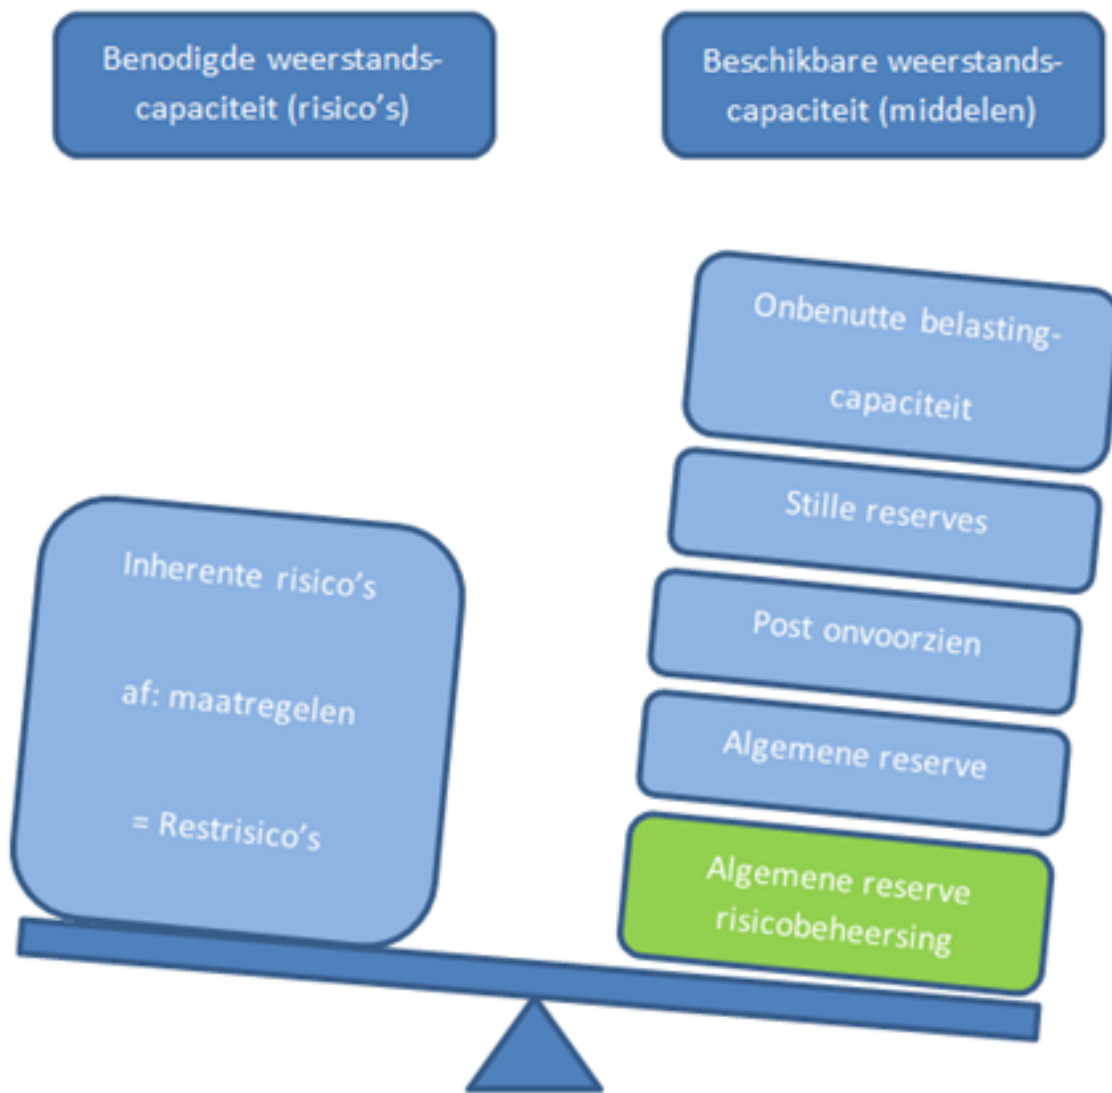 Benodigde weerstands-
capaciteit (risico's)
Beschikbare weerstands-
capaciteit (middelen)
Inherente risico's
af: maatregelen
= Restrisico's
Onbenutte belasting-
capaciteit
Stille reserves
Post onvoorzien
Algemene reserve
Algemene reserve
risicobeheersing